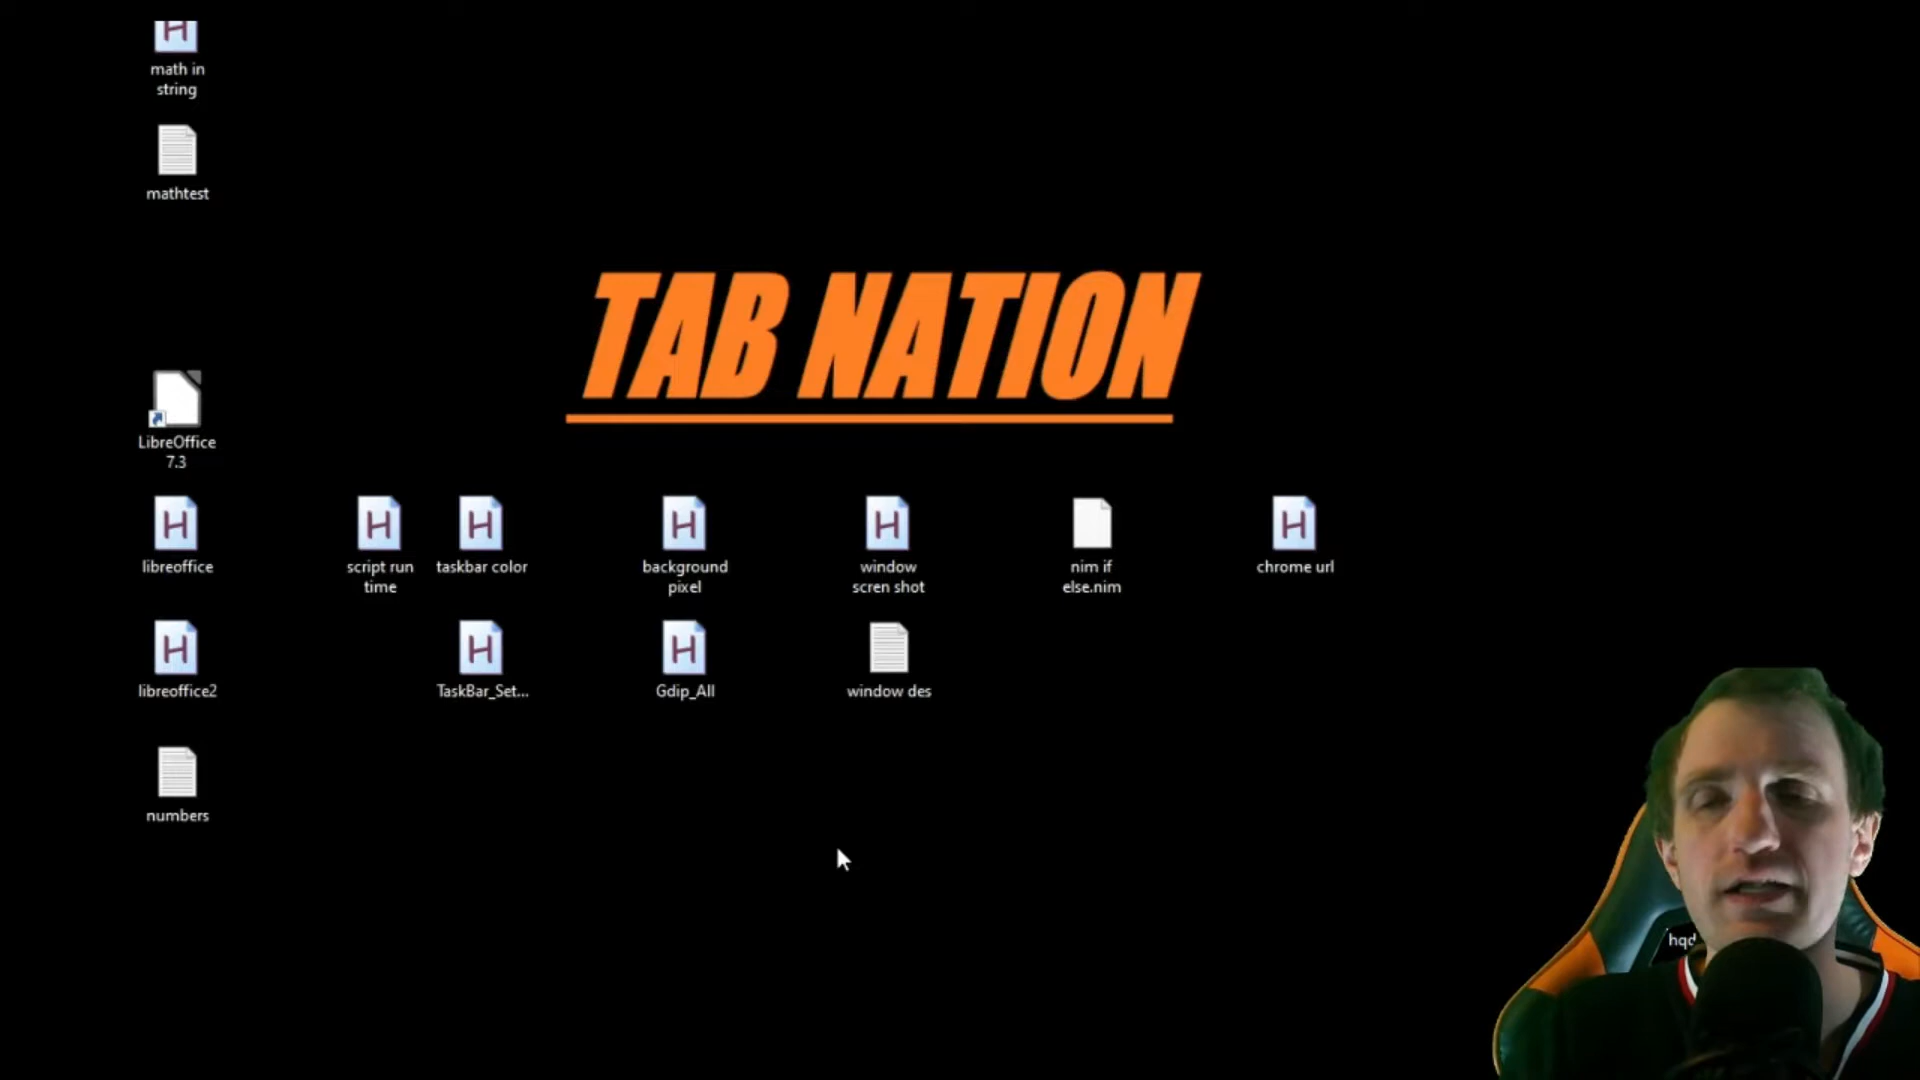 math in
string
mathtest
TAB NATION
LibreOffice
7.3
libreoffice
script run
time
taskbar color
background
pixel
window
scren shot
nim if
else.nim
chrome url
libreoffice2
TaskBar_Set...
Gdip_All
window des
numbers
hqd